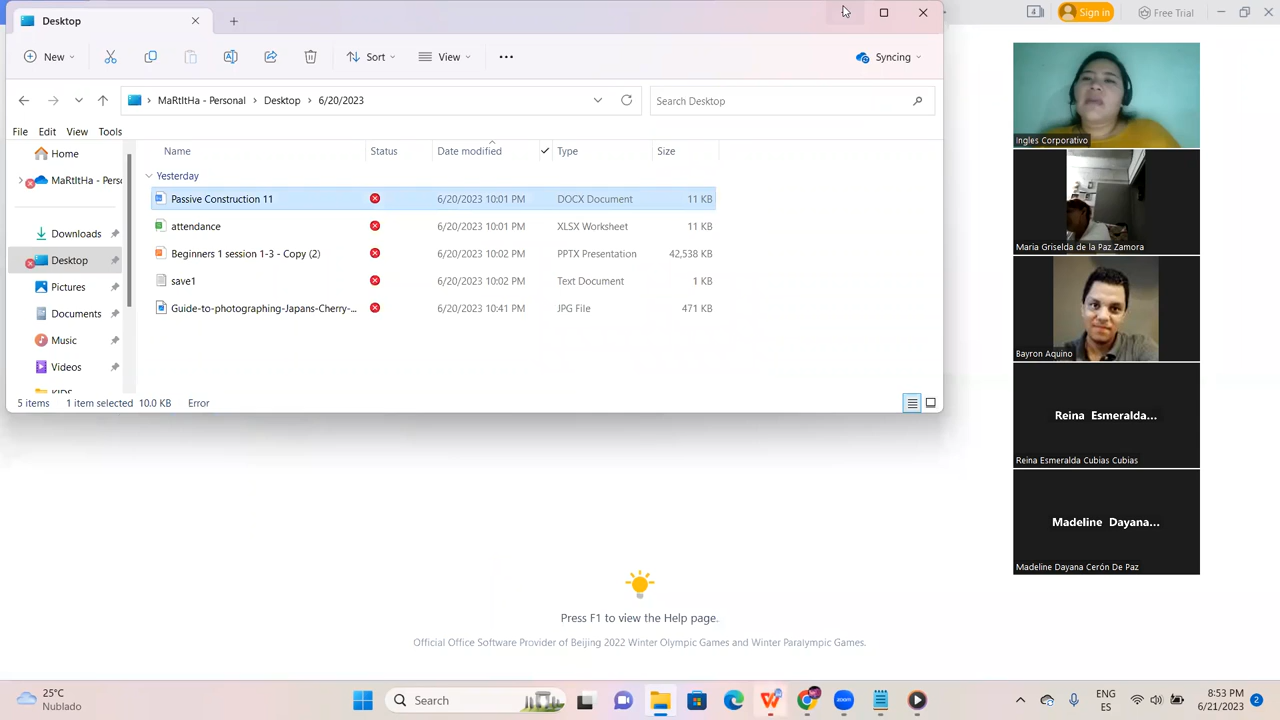 Desktop
4
Sign in
Free Trial
New
Sort
View
Syncing
MaRtItHa - Personal
Desktop
6/20/2023
Search Desktop
File Edit View Tools
Name
Status
Date modified
Type
Size
Home
Yesterday
MaRtItHa - Pers
Passive Construction 11
6/20/2023 10:01 PM
DOCX Document
11 KB
attendance
6/20/2023 10:01 PM
XLSX Worksheet
11 KB
Downloads
Beginners 1 session 1-3 - Copy (2)
6/20/2023 10:02 PM
PPTX Presentation
42,538 KB
Desktop
save1
6/20/2023 10:02 PM
Text Document
1 KB
Pictures
Guide-to-photographing-Japans-Cherry-...
6/20/2023 10:41 PM
JPG File
471 KB
Documents
Music
Videos
KIDS
5 items
1 item selected 10.0 KB
Error
Ingles Corporativo
Maria Griselda de la Paz Zamora
Bayron Aquino
Reina Esmeralda...
Reina Esmeralda Cubias Cubias
Madeline Dayana...
Madeline Dayana Cerón De Paz
Press F1 to view the Help page.
Official Office Software Provider of Beijing 2022 Winter Olympic Games and Winter Paralympic Games.
25°C
Nublado
Search
zoom
ENG
ES
8:53 PM
6/21/2023
2